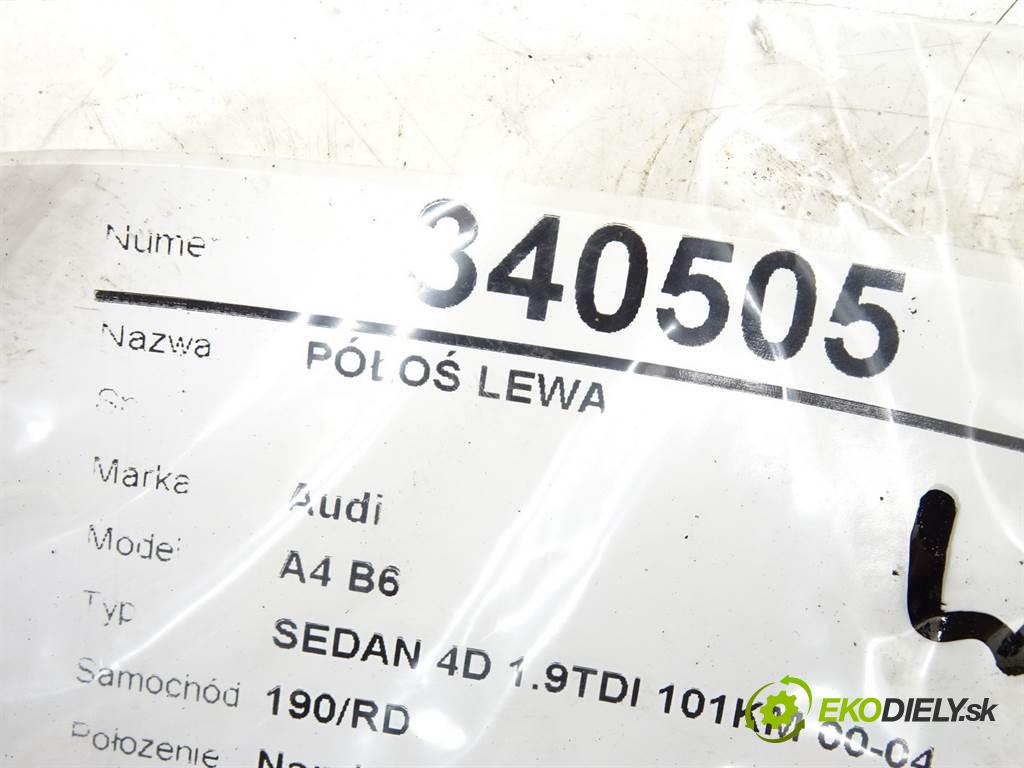 Numer 340505
Nazwa PÓŁOŚ LEWA
Marka Audi
Model A4 B6
Typ SEDAN 4D 1.9TDI 101KM 00-04
Samochód 190/RD
Położenie
EKODIELY.sk